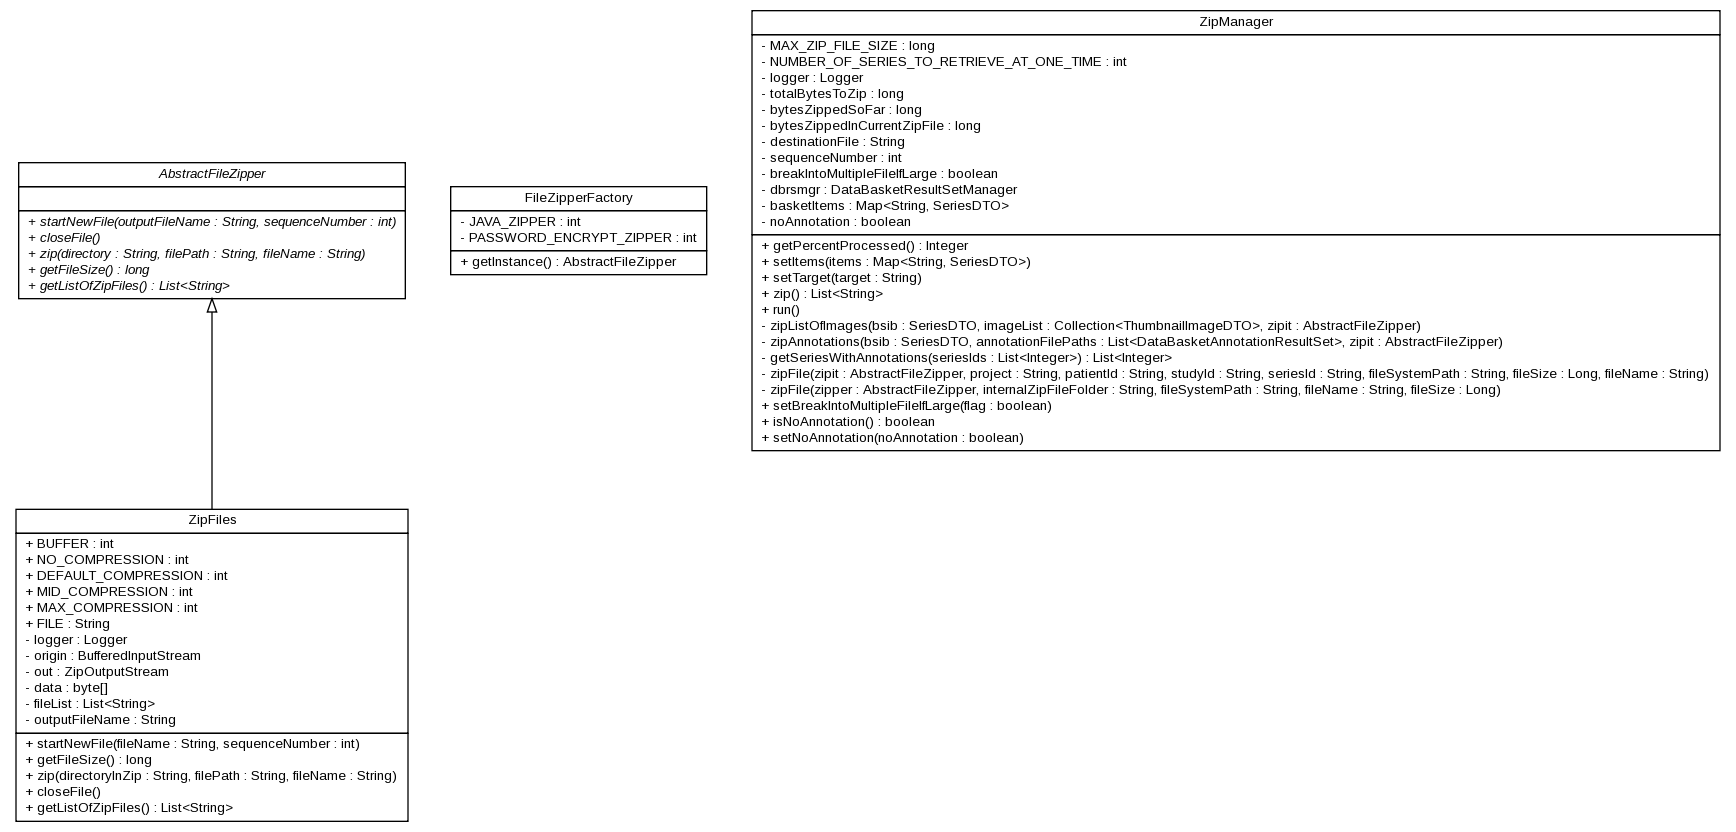 AbstractFileZipper
+ startNewFile(outputFileName : String, sequenceNumber : int)
+ closeFile()
+ zip(directory : String, filePath : String, fileName : String)
+ getFileSize() : long
+ getListOfZipFiles() : List<String>
FileZipperFactory
- JAVA_ZIPPER : int
- PASSWORD_ENCRYPT_ZIPPER : int
+ getInstance() : AbstractFileZipper
ZipManager
- MAX_ZIP_FILE_SIZE : long
- NUMBER_OF_SERIES_TO_RETRIEVE_AT_ONE_TIME : int
- logger : Logger
- totalBytesToZip : long
- bytesZippedSoFar : long
- bytesZippedInCurrentZipFile : long
- destinationFile : String
- sequenceNumber : int
- breakIntoMultipleFileIfLarge : boolean
- dbrsmgr : DataBasketResultSetManager
- basketItems : Map<String, SeriesDTO>
- noAnnotation : boolean
+ getPercentProcessed() : Integer
+ setItems(items : Map<String, SeriesDTO>)
+ setTarget(target : String)
+ zip() : List<String>
+ run()
- zipListOfImages(bsib : SeriesDTO, imageList : Collection<ThumbnailImageDTO>, zipit : AbstractFileZipper)
- zipAnnotations(bsib : SeriesDTO, annotationFilePaths : List<DataBasketAnnotationResultSet>, zipit : AbstractFileZipper)
- getSeriesWithAnnotations(seriesIds : List<Integer>) : List<Integer>
- zipFile(zipit : AbstractFileZipper, project : String, patientId : String, studyId : String, seriesId : String, fileSystemPath : String, fileSize : Long, fileName : String)
- zipFile(zipper : AbstractFileZipper, internalZipFileFolder : String, fileSystemPath : String, fileName : String, fileSize : Long)
+ setBreakIntoMultipleFileIfLarge(flag : boolean)
+ isNoAnnotation() : boolean
+ setNoAnnotation(noAnnotation : boolean)
ZipFiles
+ BUFFER : int
+ NO_COMPRESSION : int
+ DEFAULT_COMPRESSION : int
+ MID_COMPRESSION : int
+ MAX_COMPRESSION : int
+ FILE : String
- logger : Logger
- origin : BufferedInputStream
- out : ZipOutputStream
- data : byte[]
- fileList : List<String>
- outputFileName : String
+ startNewFile(fileName : String, sequenceNumber : int)
+ getFileSize() : long
+ zip(directoryInZip : String, filePath : String, fileName : String)
+ closeFile()
+ getListOfZipFiles() : List<String>